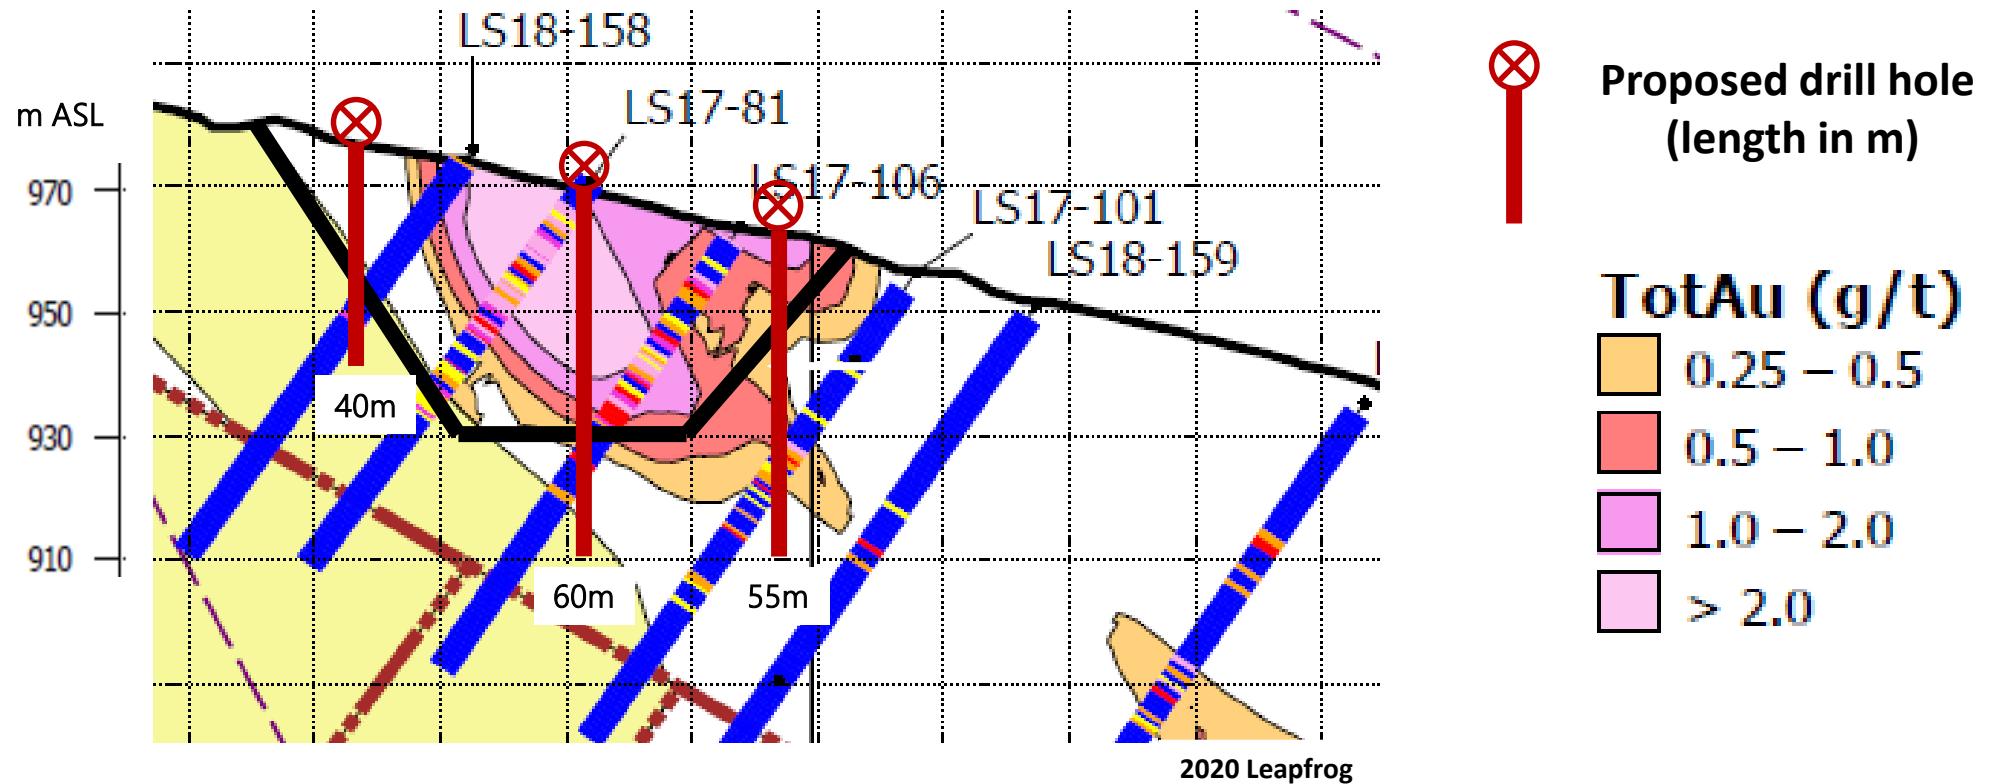 LS18-158
LS17-81
LS17-106
LS17-101
LS18-159
m ASL
970
950
930
910
40m
60m
55m
Proposed drill hole
(length in m)
TotAu (g/t)
0.25 – 0.5
0.5 – 1.0
1.0 – 2.0
> 2.0
2020 Leapfrog